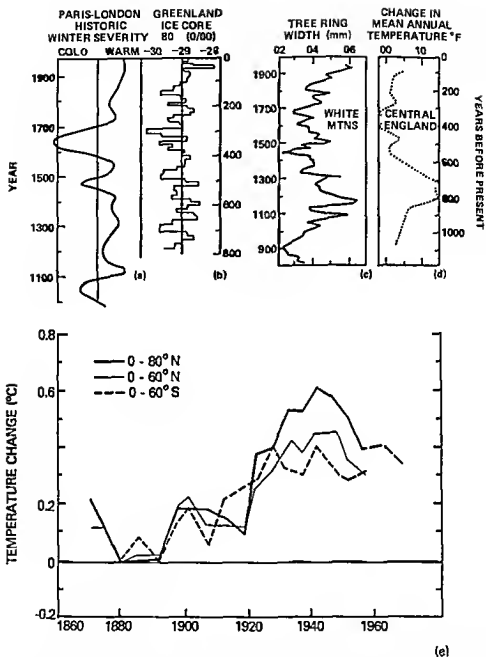 PARIS-LONDON
HISTORIC
WINTER SEVERITY
COLO WARM
GREENLAND
ICE CORE
80 (0/00)
-30 -29 -28
TREE RING
WIDTH (mm)
02 04 06
CHANGE IN
MEAN ANNUAL
TEMPERATURE °F
00 10
YEAR
1900
1700
1500
1300
1100
(a)
0
200
400
600
800
(b)
1900
1700
1500
1300
1100
900
WHITE
MTNS
(c)
CENTRAL
ENGLAND
(d)
0
200
400
600
800
1000
YEARS BEFORE PRESENT
TEMPERATURE CHANGE (°C)
0.8
0.4
0.2
0
-0.2
0 - 80°N
0 - 60°N
0 - 60°S
1860 1880 1900 1920 1940 1960
(e)